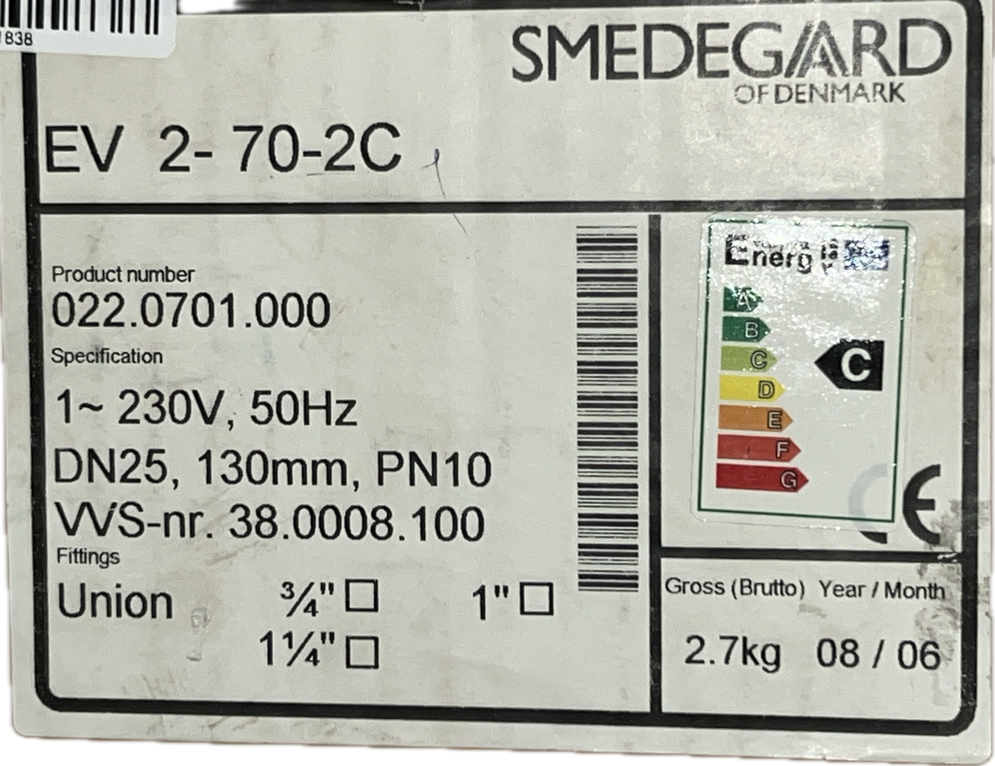 1838
SMEDEGAARD
OF DENMARK
EV 2- 70-2C
Product number
022.0701.000
Specification
1~ 230V, 50Hz
DN25, 130mm, PN10
VVS-nr. 38.0008.100
Fittings
Union ¾" □ 1" □
1¼" □
Energ
A
B
C
D
E
F
G
C
CE
Gross (Brutto) Year / Month
2.7kg 08 / 06